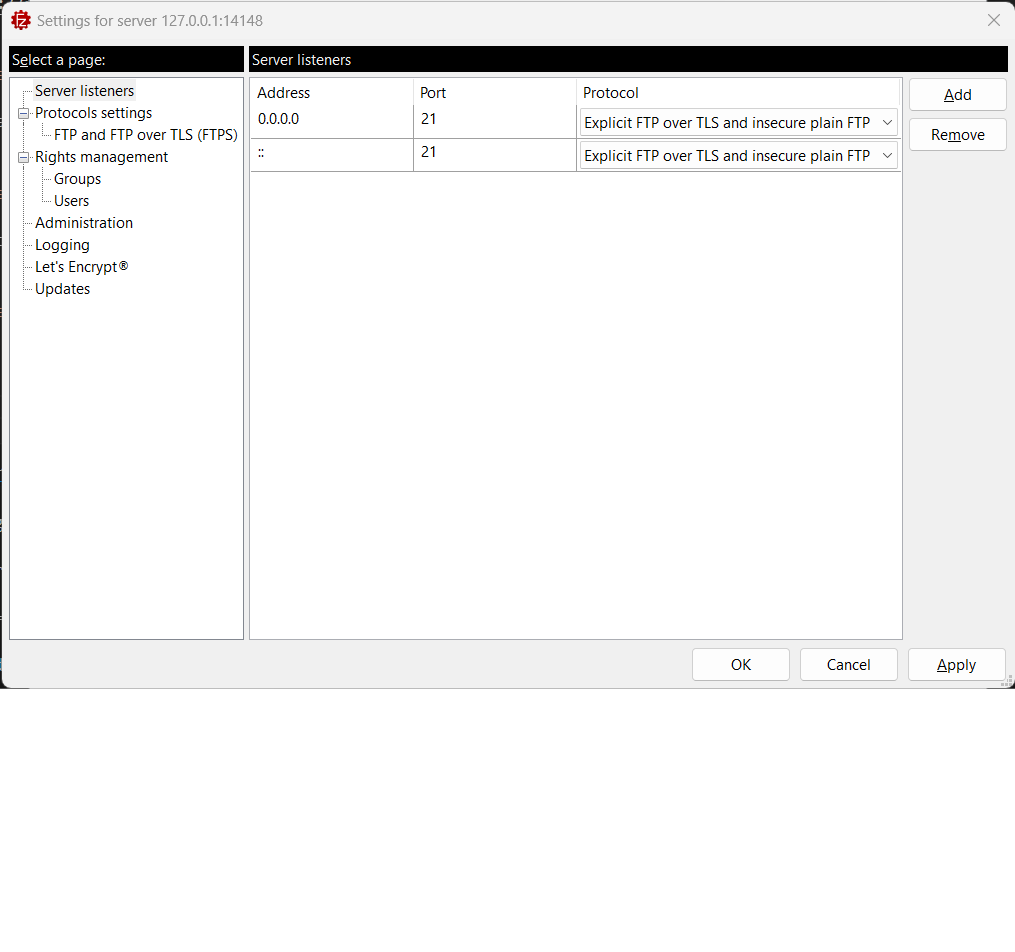 Settings for server 127.0.0.1:14148
Select a page:
Server listeners
Protocols settings
FTP and FTP over TLS (FTPS)
Rights management
Groups
Users
Administration
Logging
Let's Encrypt®
Updates
Server listeners
Address Port Protocol
0.0.0.0 21 Explicit FTP over TLS and insecure plain FTP
:: 21 Explicit FTP over TLS and insecure plain FTP
Add
Remove
OK Cancel Apply